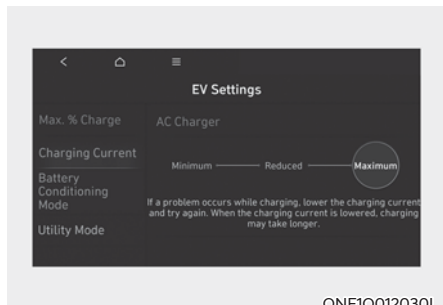 EV Settings
Max. % Charge
AC Charger
Charging Current
Minimum
Reduced
Maximum
Battery
Conditioning
Mode
If a problem occurs while charging, lower the charging current
and try again. When the charging current is lowered, charging
may take longer.
Utility Mode